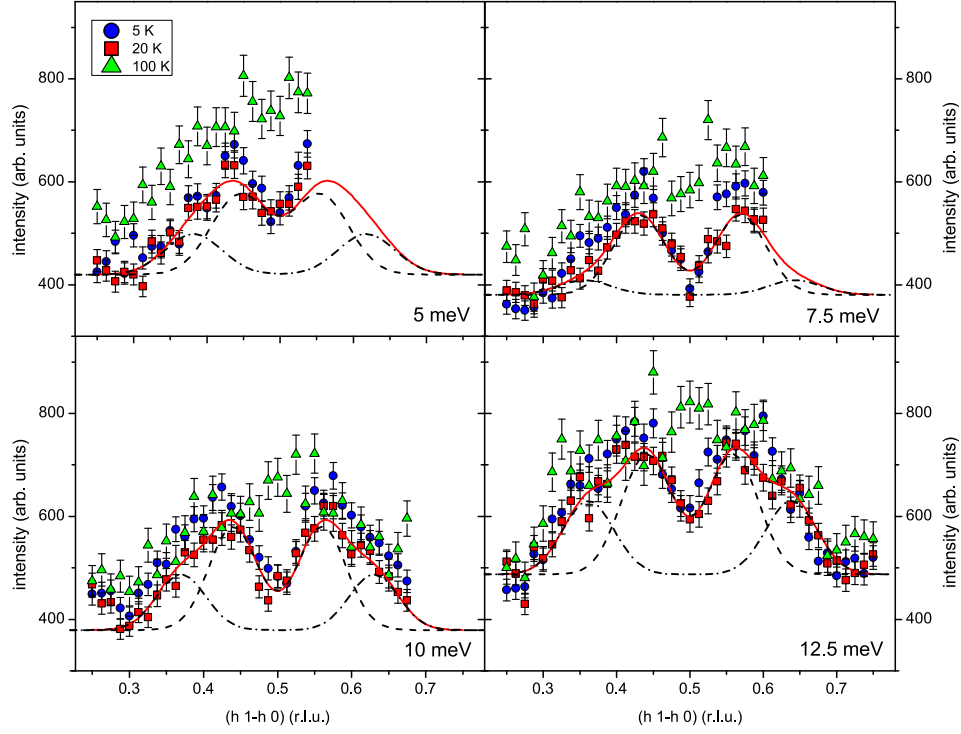 5 K
20 K
100 K
800
600
400
intensity (arb. units)
5 meV
800
600
400
intensity (arb. units)
7.5 meV
800
600
400
intensity (arb. units)
10 meV
0.3 0.4 0.5 0.6 0.7
(h 1-h 0) (r.l.u.)
800
600
400
intensity (arb. units)
12.5 meV
0.3 0.4 0.5 0.6 0.7
(h 1-h 0) (r.l.u.)